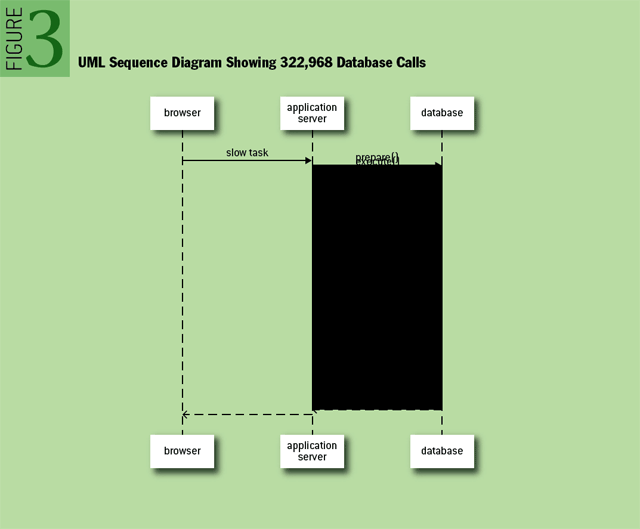 FIGURE 3
UML Sequence Diagram Showing 322,968 Database Calls
browser
application
server
database
slow task
prepare()
execute()
browser
application
server
database